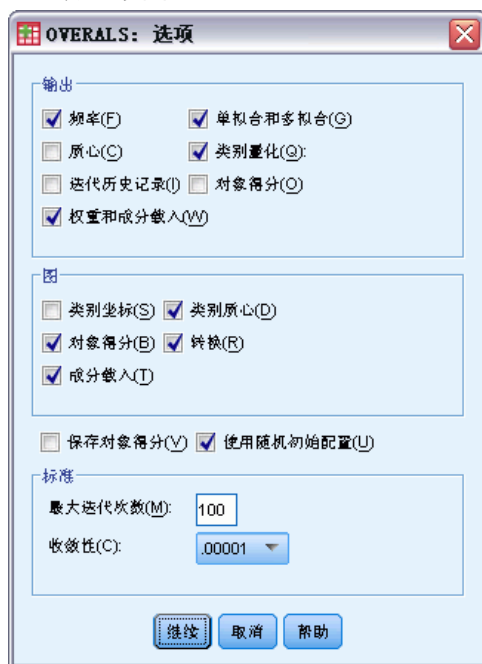 OVERALS: 选项
输出
频率(F) 单拟合和多拟合(G)
质心(C) 类别量化(Q):
迭代历史记录(I) 对象得分(O)
权重和成分载入(W)
图
类别坐标(S) 类别质心(D)
对象得分(B) 转换(R)
成分载入(T)
保存对象得分(V) 使用随机初始配置(U)
标准
最大迭代次数(M): 100
收敛性(C): .00001
继续 取消 帮助